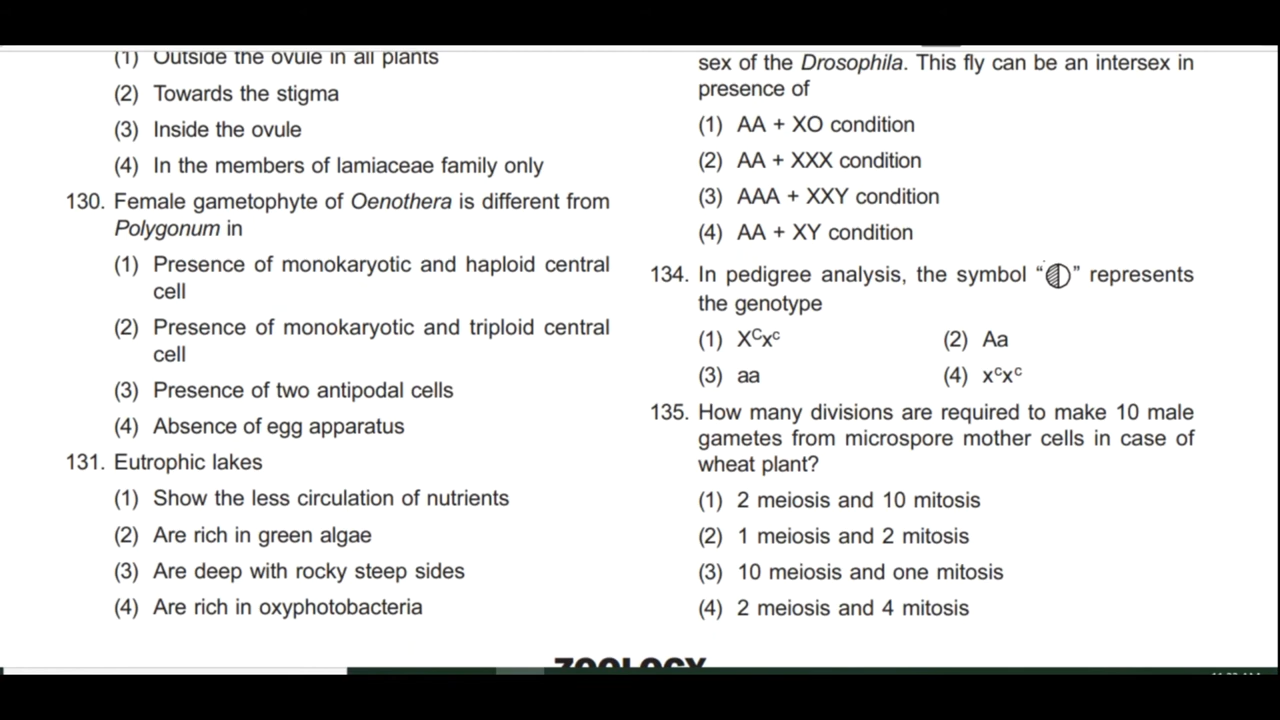 (1) Outside the ovule in all plants
(2) Towards the stigma
(3) Inside the ovule
(4) In the members of lamiaceae family only
130. Female gametophyte of Oenothera is different from
Polygonum in
(1) Presence of monokaryotic and haploid central
cell
(2) Presence of monokaryotic and triploid central
cell
(3) Presence of two antipodal cells
(4) Absence of egg apparatus
131. Eutrophic lakes
(1) Show the less circulation of nutrients
(2) Are rich in green algae
(3) Are deep with rocky steep sides
(4) Are rich in oxyphotobacteria
sex of the Drosophila. This fly can be an intersex in
presence of
(1) AA + XO condition
(2) AA + XXX condition
(3) AAA + XXY condition
(4) AA + XY condition
134. In pedigree analysis, the symbol “◐” represents
the genotype
(1) Xᶜxᶜ (2) Aa
(3) aa (4) xᶜxᶜ
135. How many divisions are required to make 10 male
gametes from microspore mother cells in case of
wheat plant?
(1) 2 meiosis and 10 mitosis
(2) 1 meiosis and 2 mitosis
(3) 10 meiosis and one mitosis
(4) 2 meiosis and 4 mitosis
ZOOLOGY